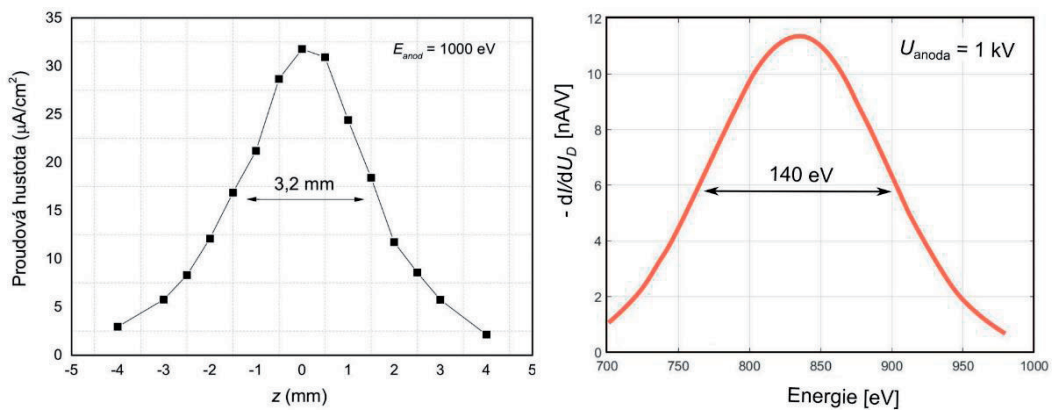 35
30
25
30
15
10
5
0
Proudová hustota (µA/cm²)
E_anod = 1000 eV
3,2 mm
-5 -4 -3 -2 -1 0 1 2 3 4 5
z (mm)
12
10
8
6
4
2
0
- dI/dU_D [nA/V]
U_anoda = 1 kV
140 eV
700 750 800 850 900 950 1000
Energie [eV]